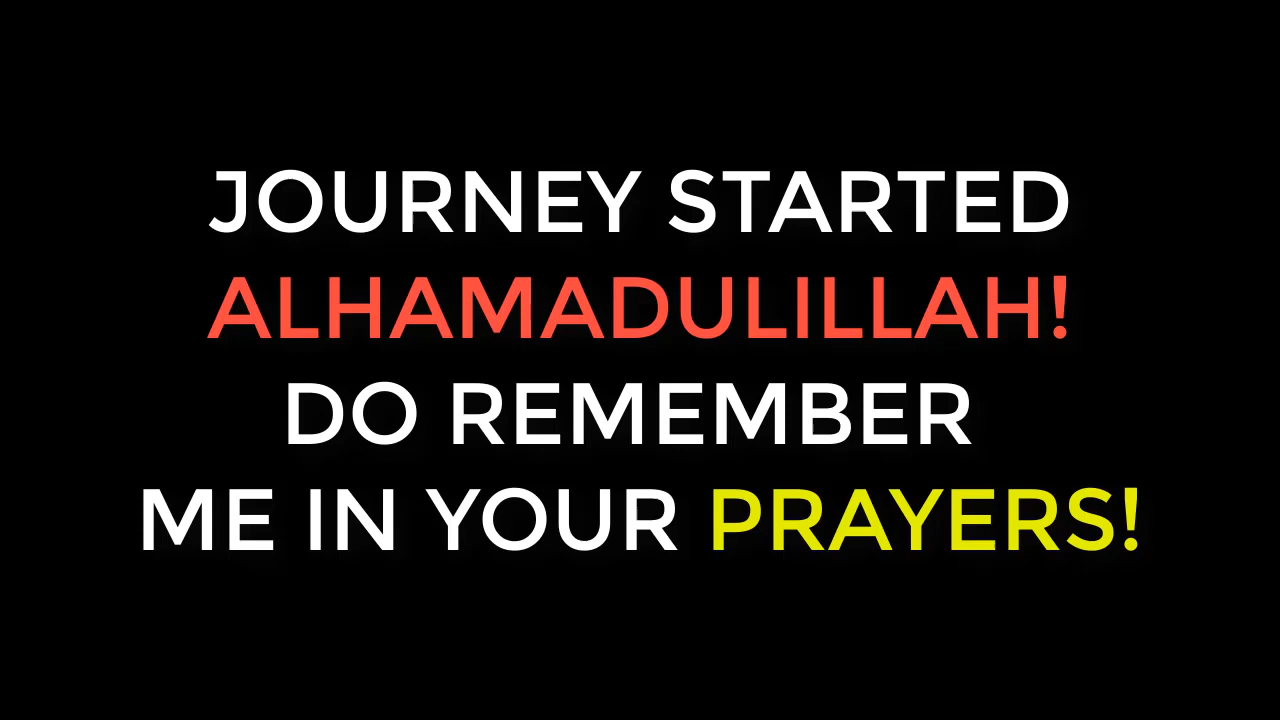 JOURNEY STARTED
ALHAMADULILLAH!
DO REMEMBER
ME IN YOUR PRAYERS!